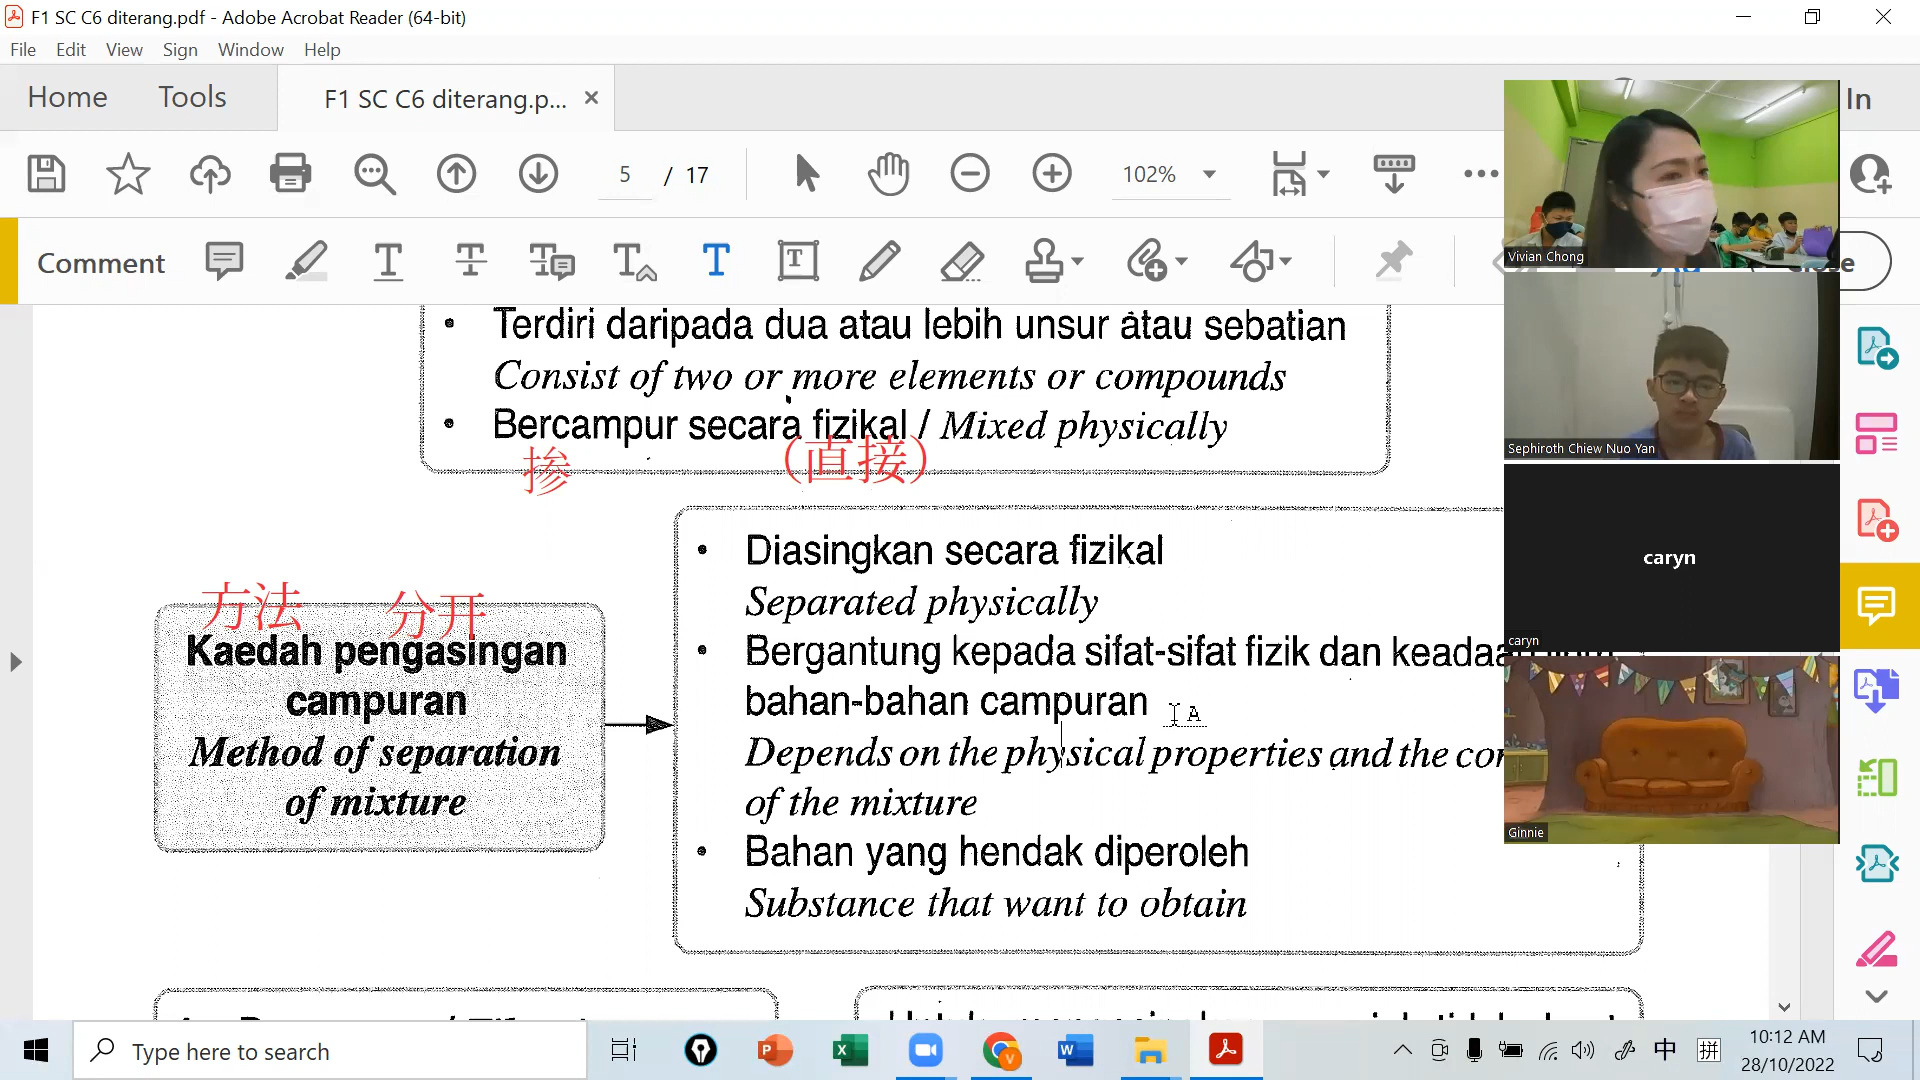 F1 SC C6 diterang.pdf - Adobe Acrobat Reader (64-bit)
File Edit View Sign Window Help
Home Tools F1 SC C6 diterang.p... In
5 / 17 102%
Comment
Terdiri daripada dua atau lebih unsur atau sebatian
Consist of two or more elements or compounds
Bercampur secara fizikal / Mixed physically
掺 (直接)
Diasingkan secara fizikal
Separated physically
Bergantung kepada sifat-sifat fizik dan
bahan-bahan campuran
Depends on the physical properties and the
of the mixture
Bahan yang hendak diperoleh
Substance that want to obtain
方法 分开
Kaedah pengasingan
campuran
Method of separation
of mixture
Vivian Chong
Sephiroth Chiew Nuo Yan
caryn
caryn
Ginnie
Type here to search
中 拼
10:12 AM
28/10/2022